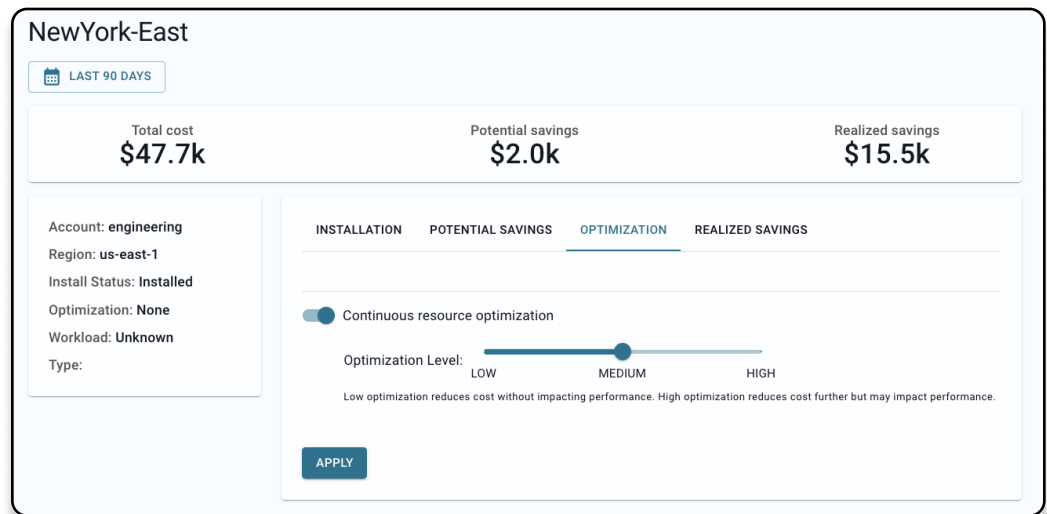 NewYork-East
LAST 90 DAYS
Total cost
$47.7k
Potential savings
$2.0k
Realized savings
$15.5k
Account: engineering
Region: us-east-1
Install Status: Installed
Optimization: None
Workload: Unknown
Type:
INSTALLATION POTENTIAL SAVINGS OPTIMIZATION REALIZED SAVINGS
Continuous resource optimization
Optimization Level:
LOW MEDIUM HIGH
Low optimization reduces cost without impacting performance. High optimization reduces cost further but may impact performance.
APPLY